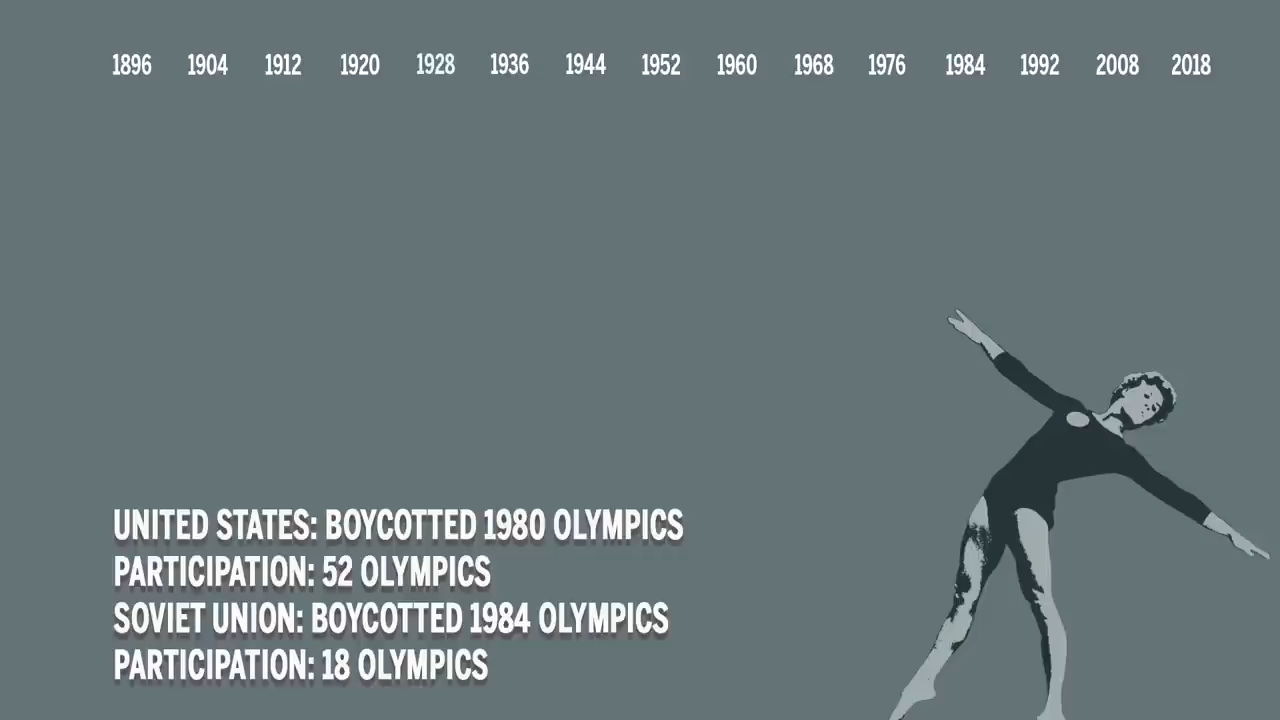 1896 1904 1912 1920 1928 1936 1944 1952 1960 1968 1976 1984 1992 2008 2018
UNITED STATES: BOYCOTTED 1980 OLYMPICS
PARTICIPATION: 52 OLYMPICS
SOVIET UNION: BOYCOTTED 1984 OLYMPICS
PARTICIPATION: 18 OLYMPICS